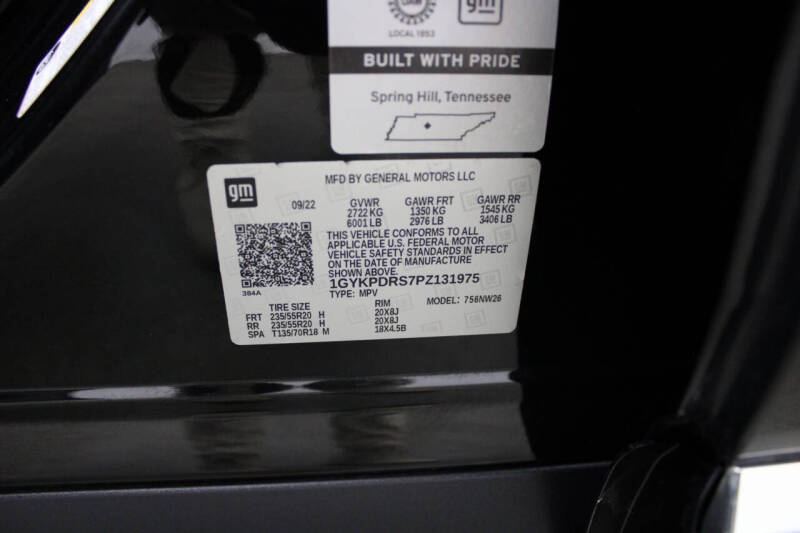 LOCAL 1853
gm
BUILT WITH PRIDE
Spring Hill, Tennessee
gm
MFD BY GENERAL MOTORS LLC
09/22 GVWR GAWR FRT GAWR RR
2722 KG 1350 KG 1545 KG
6001 LB 2976 LB 3406 LB
THIS VEHICLE CONFORMS TO ALL
APPLICABLE U.S. FEDERAL MOTOR
VEHICLE SAFETY STANDARDS IN EFFECT
ON THE DATE OF MANUFACTURE
SHOWN ABOVE.
384A
1GYKPDRS7PZ131975
TYPE: MPV MODEL: 756NW26
TIRE SIZE RIM
FRT 235/55R20 H 20X8J
RR 235/55R20 H 20X8J
SPA T135/70R18 M 18X4.5B